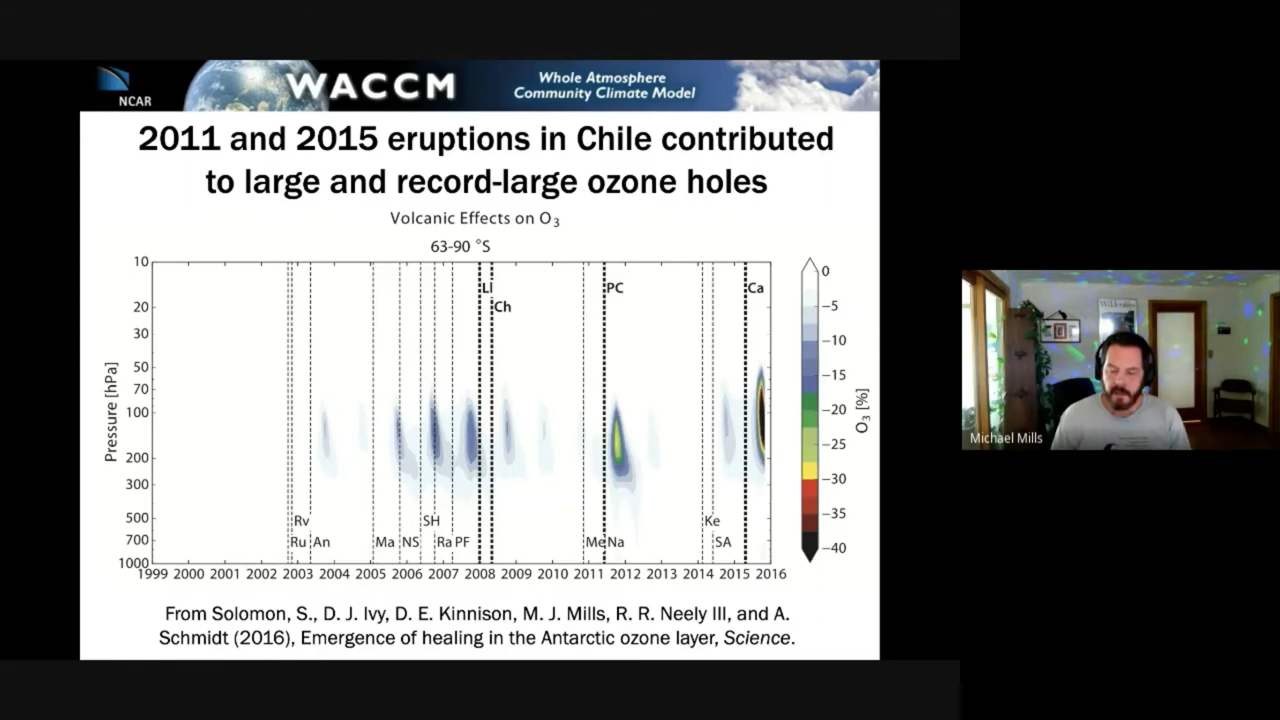 NCAR
WACCM
Whole Atmosphere
Community Climate Model
2011 and 2015 eruptions in Chile contributed
to large and record-large ozone holes
Volcanic Effects on O₃
63-90 °S
10
20
30
50
70
100
200
300
500
700
1000
Pressure [hPa]
Li
Ch
PC
Ca
Rv
Ru
An
Ma
NS
SH
Ra
PF
Me
Na
Ke
SA
1999 2000 2001 2002 2003 2004 2005 2006 2007 2008 2009 2010 2011 2012 2013 2014 2015 2016
0
−5
−10
−15
−20
−25
−30
−35
−40
O₃ [%]
From Solomon, S., D. J. Ivy, D. E. Kinnison, M. J. Mills, R. R. Neely III, and A.
Schmidt (2016), Emergence of healing in the Antarctic ozone layer, Science.
Michael Mills